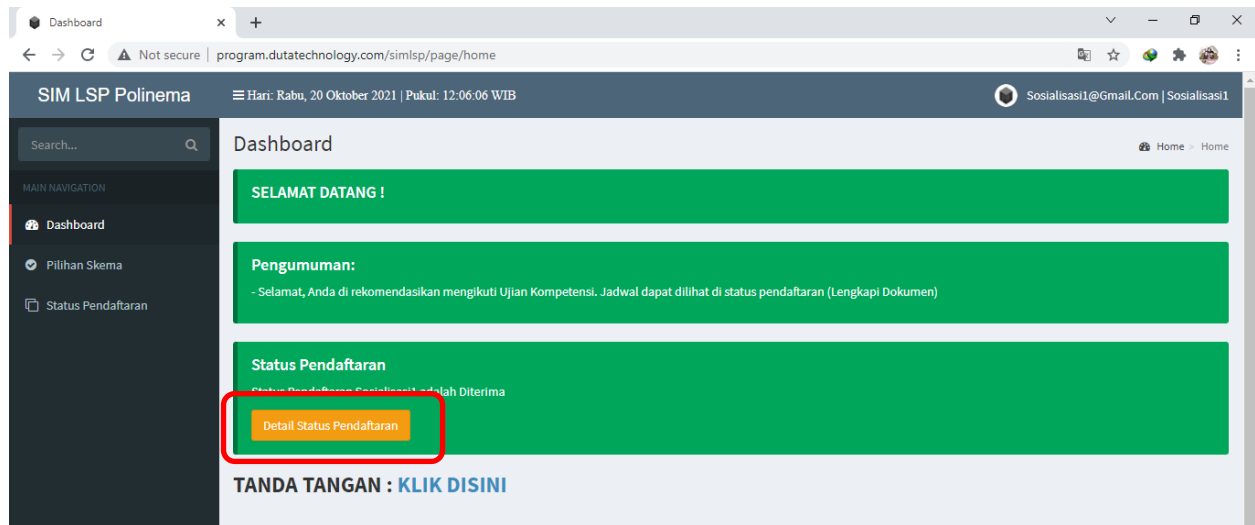 Dashboard
Not secure | program.dutatechnology.com/simlsp/page/home
SIM LSP Polinema
Hari: Rabu, 20 Oktober 2021 | Pukul: 12:06:06 WIB
Sosialisasi1@Gmail.Com | Sosialisasi1
Search...
Dashboard
Home > Home
MAIN NAVIGATION
SELAMAT DATANG !
Dashboard
Pilihan Skema
Pengumuman:
- Selamat, Anda di rekomendasikan mengikuti Ujian Kompetensi. Jadwal dapat dilihat di status pendaftaran (Lengkapi Dokumen)
Status Pendaftaran
Status Pendaftaran
Status Pendaftaran Sosialisasi1 adalah Diterima
Detail Status Pendaftaran
TANDA TANGAN : KLIK DISINI